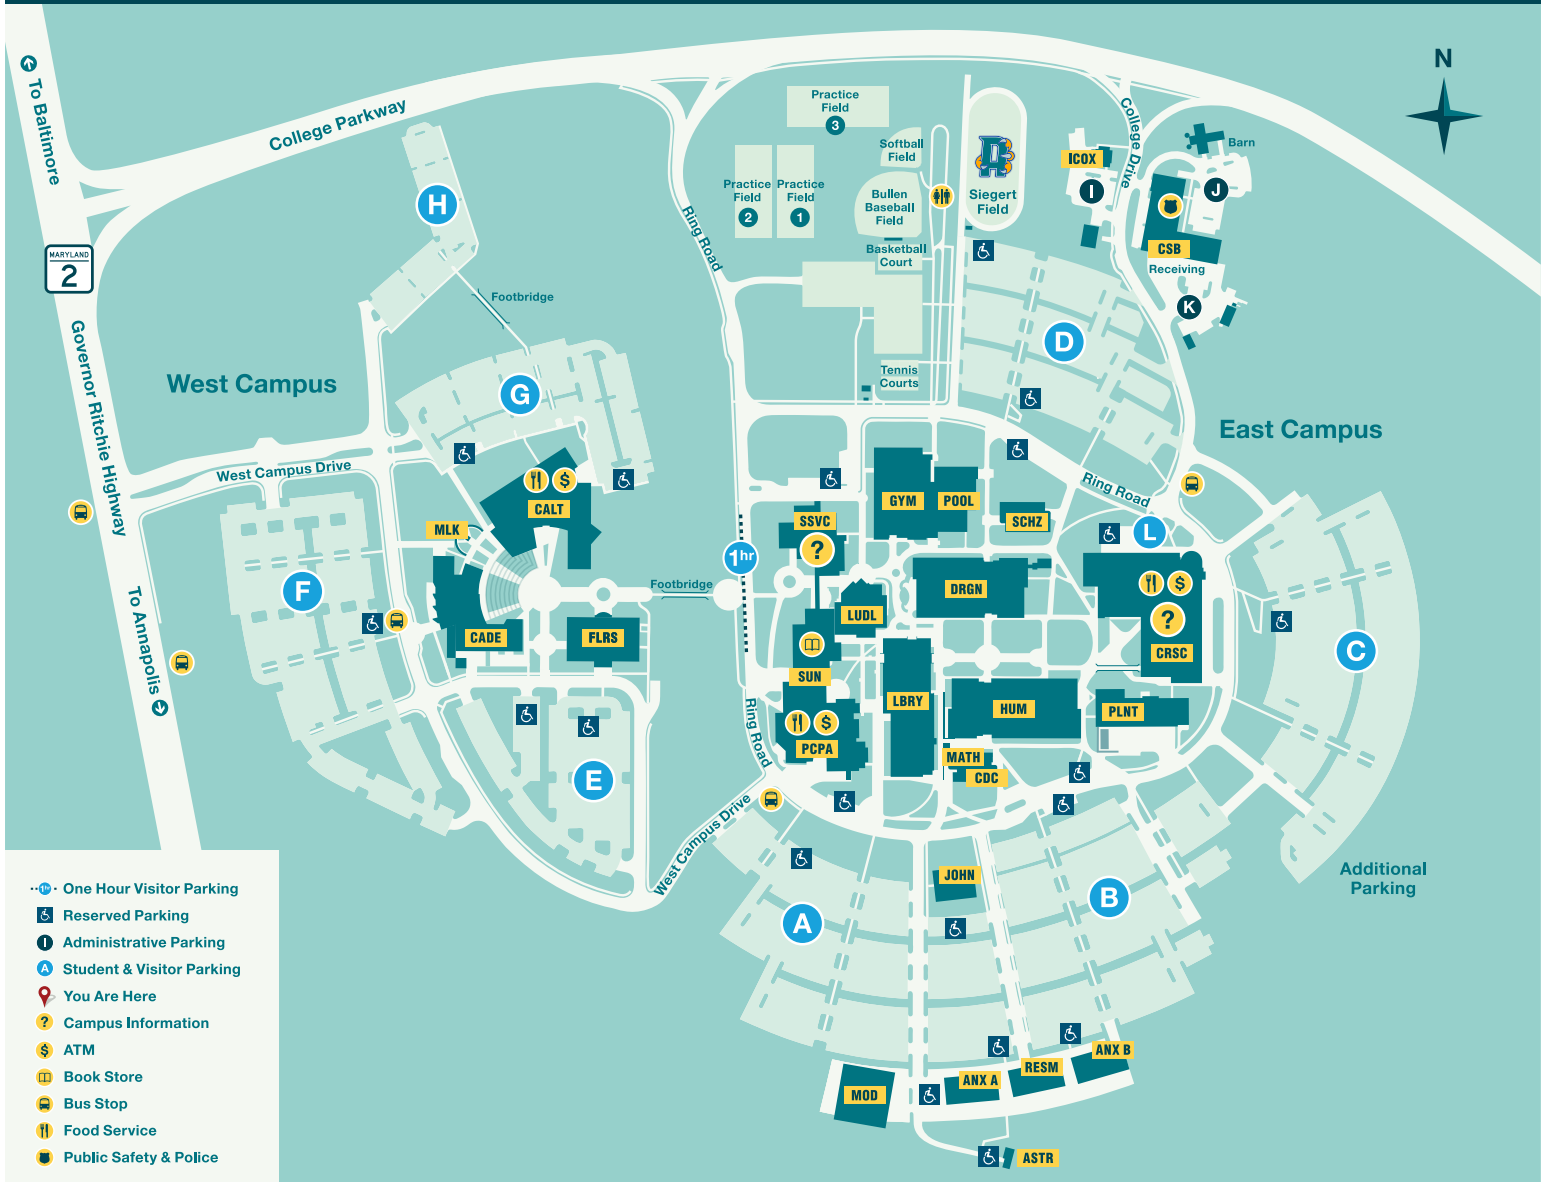 N
To Baltimore
College Parkway
MARYLAND
2
Governor Ritchie Highway
To Annapolis
West Campus
West Campus Drive
H
Footbridge
G
F
MLK
CALT
$
CADE
FLRS
E
Footbridge
West Campus Drive
Ring Road
Practice
Field
3
Practice
Field
2
Practice
Field
1
Softball
Field
Bullen
Baseball
Field
Basketball
Court
Tennis
Courts
Siegert
Field
College Drive
ICOX
I
Barn
J
CSB
Receiving
K
D
East Campus
Ring Road
L
1hr
Ring Road
SSVC
?
GYM
POOL
SCHZ
DRGN
LUDL
SUN
LBRY
HUM
PLNT
$
?
CRSC
$
PCPA
MATH
CDC
C
Additional
Parking
JOHN
A
B
MOD
ANX A
RESM
ANX B
ASTR
1hr One Hour Visitor Parking
Reserved Parking
I Administrative Parking
A Student & Visitor Parking
You Are Here
? Campus Information
$ ATM
Book Store
Bus Stop
Food Service
Public Safety & Police